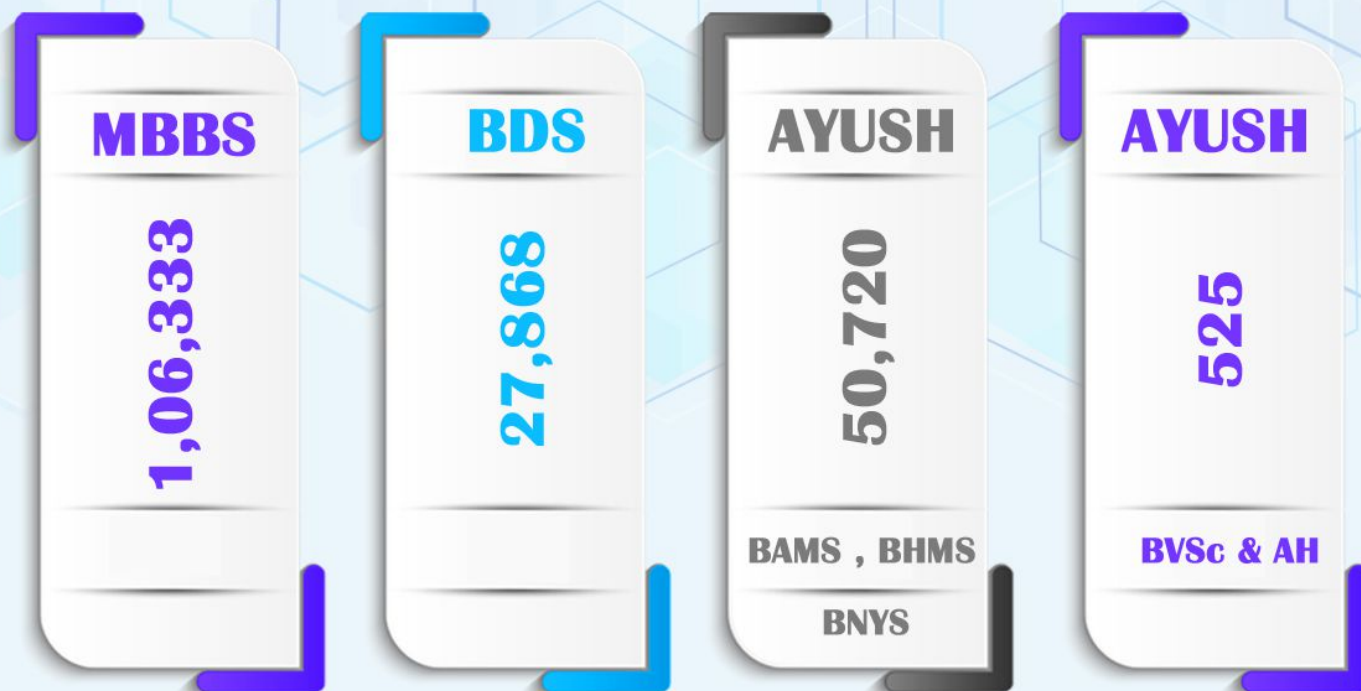 MBBS
1,06,333
BDS
27,868
AYUSH
50,720
BAMS , BHMS
BNYS
AYUSH
525
BVSc & AH